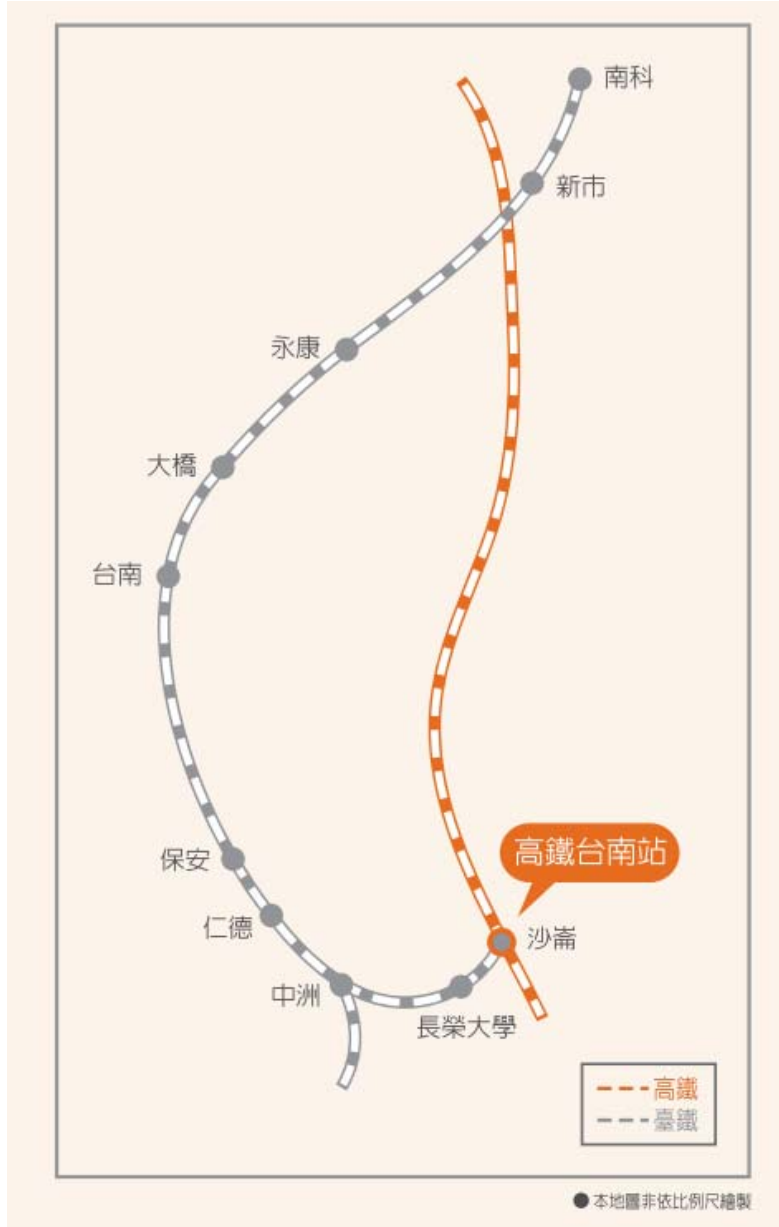 南科
新市
永康
大橋
台南
保安
高鐵台南站
仁德
沙崙
中洲
長榮大學
高鐵
臺鐵
本地圖非依比例尺繪製